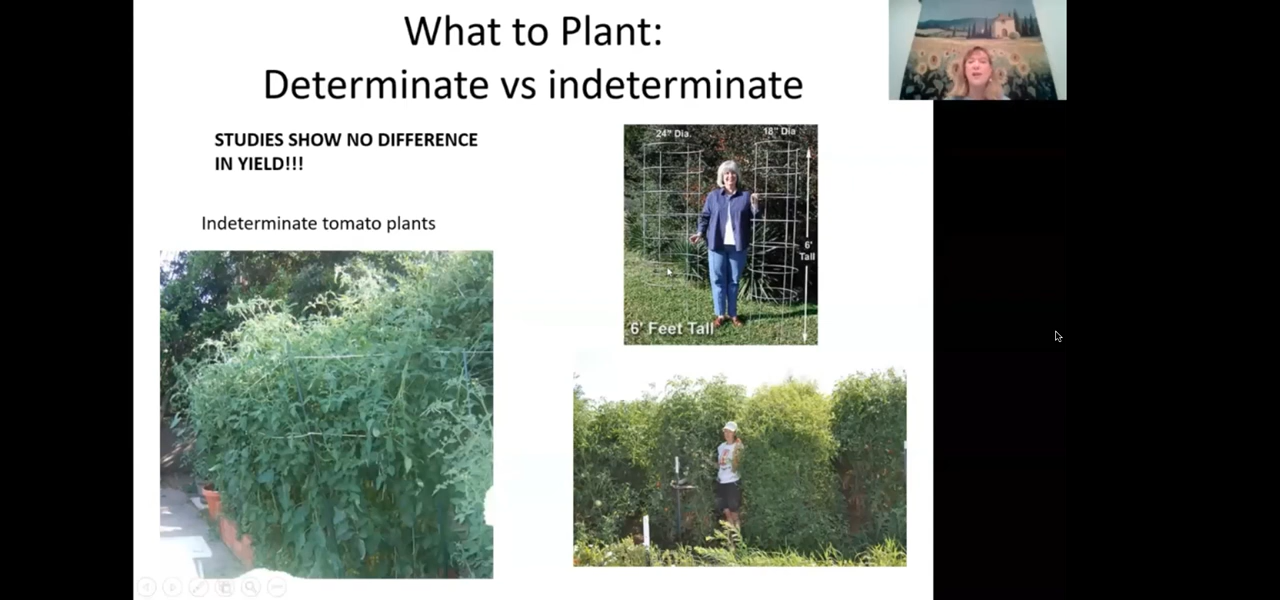 What to Plant:
Determinate vs indeterminate
STUDIES SHOW NO DIFFERENCE
IN YIELD!!!
Indeterminate tomato plants
24" Dia.
18" Dia
6'
Tall
6' Feet Tall